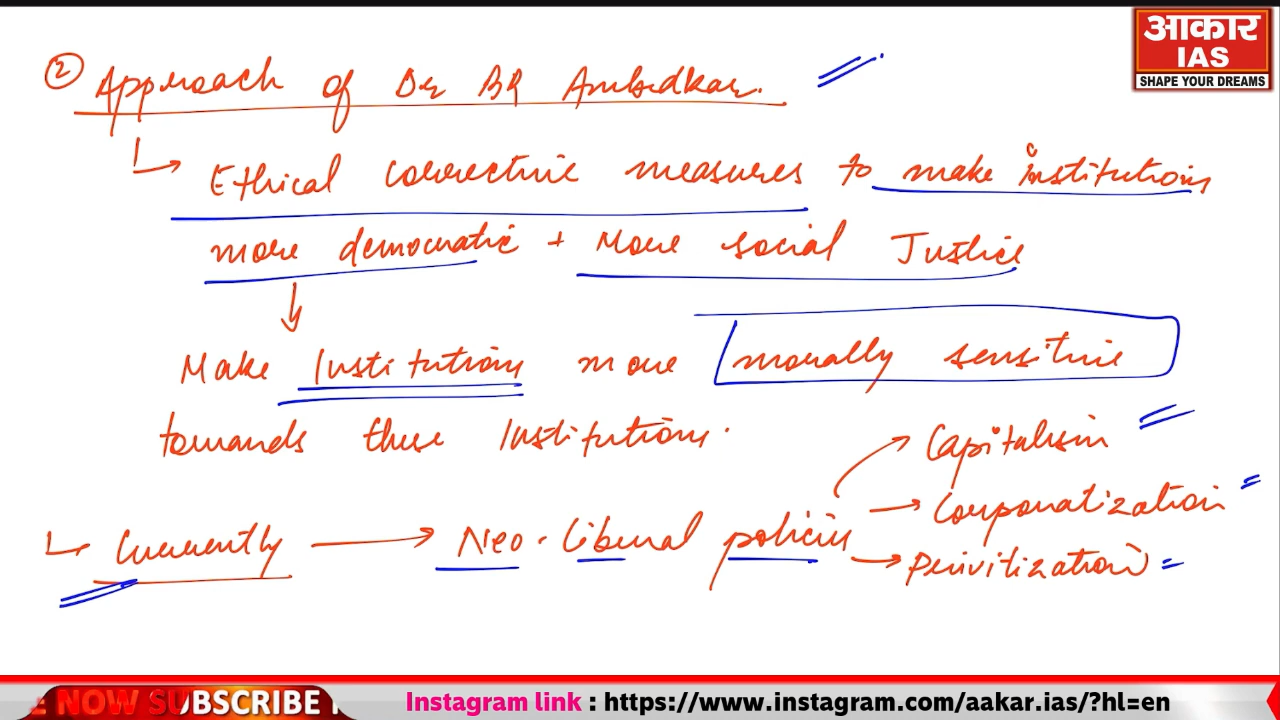 आकार
IAS
SHAPE YOUR DREAMS
② Approach of Dr BR Ambedkar.
Ethical corrective measures to make institutions
more democratic + More social Justice
Make Institutions more morally sensitive
towards these Institutions.
Capitalism
Corporatization
Currently → Neo-liberal policies
Privitization
E NOW SUBSCRIBE
Instagram link : https://www.instagram.com/aakar.ias/?hl=en